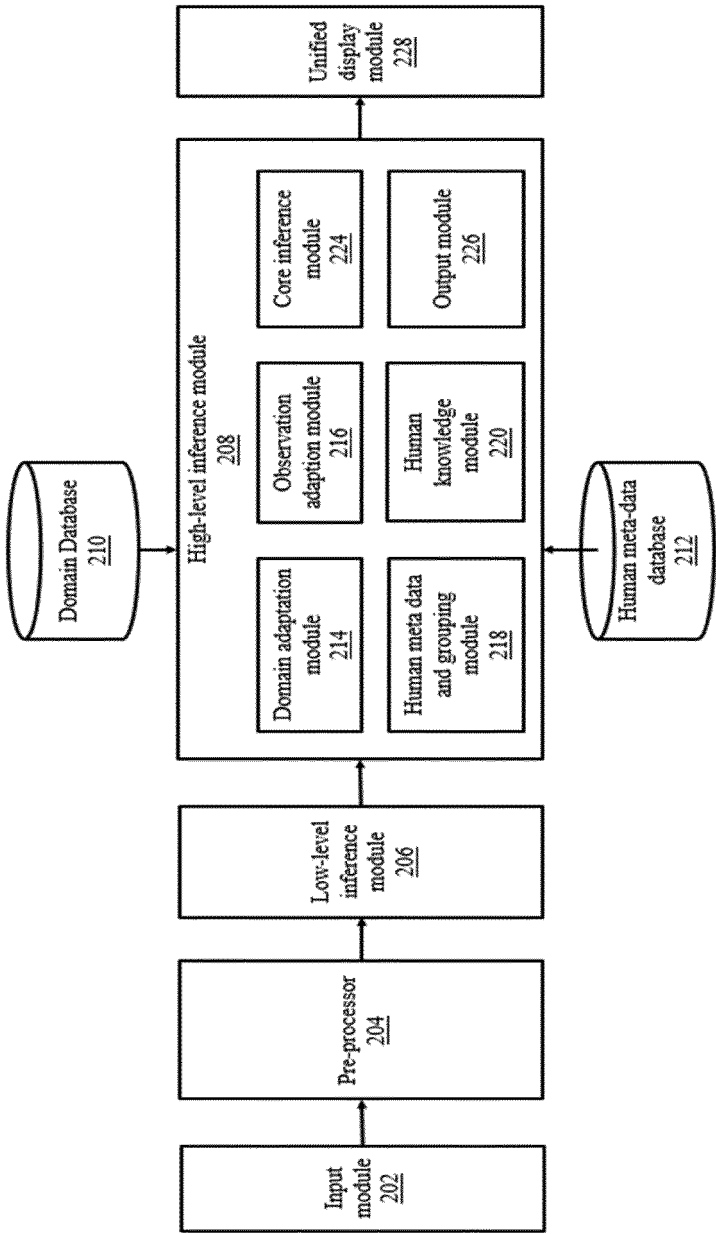 Input
module
202
Pre-processor
204
Low-level
inference
module
206
Domain Database
210
High-level inference module
208
Domain adaptation
module
214
Observation
adaption module
216
Core inference
module
224
Human meta data
and grouping
module
218
Human
knowledge
module
220
Output module
226
Human meta-data
database
212
Unified
display
module
228